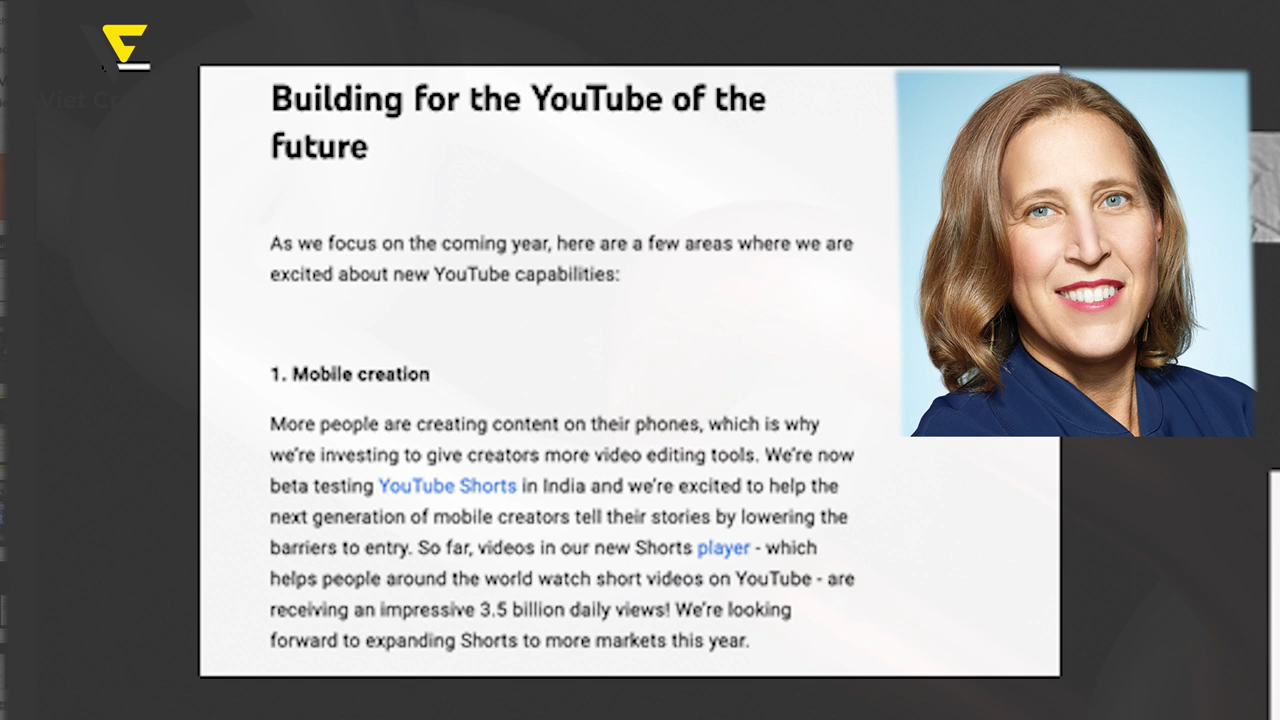 Building for the YouTube of the
future
As we focus on the coming year, here are a few areas where we are
excited about new YouTube capabilities:
1. Mobile creation
More people are creating content on their phones, which is why
we're investing to give creators more video editing tools. We're now
beta testing YouTube Shorts in India and we're excited to help the
next generation of mobile creators tell their stories by lowering the
barriers to entry. So far, videos in our new Shorts player - which
helps people around the world watch short videos on YouTube - are
receiving an impressive 3.5 billion daily views! We're looking
forward to expanding Shorts to more markets this year.